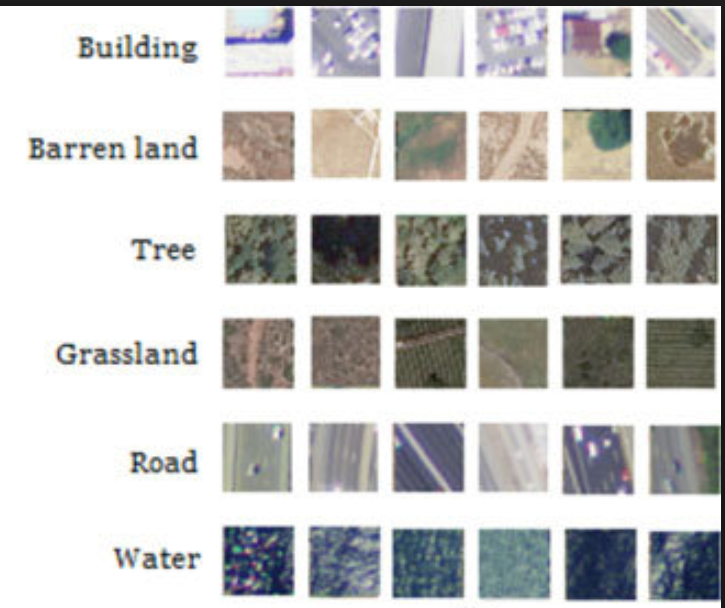 Building
Barren land
Tree
Grassland
Road
Water